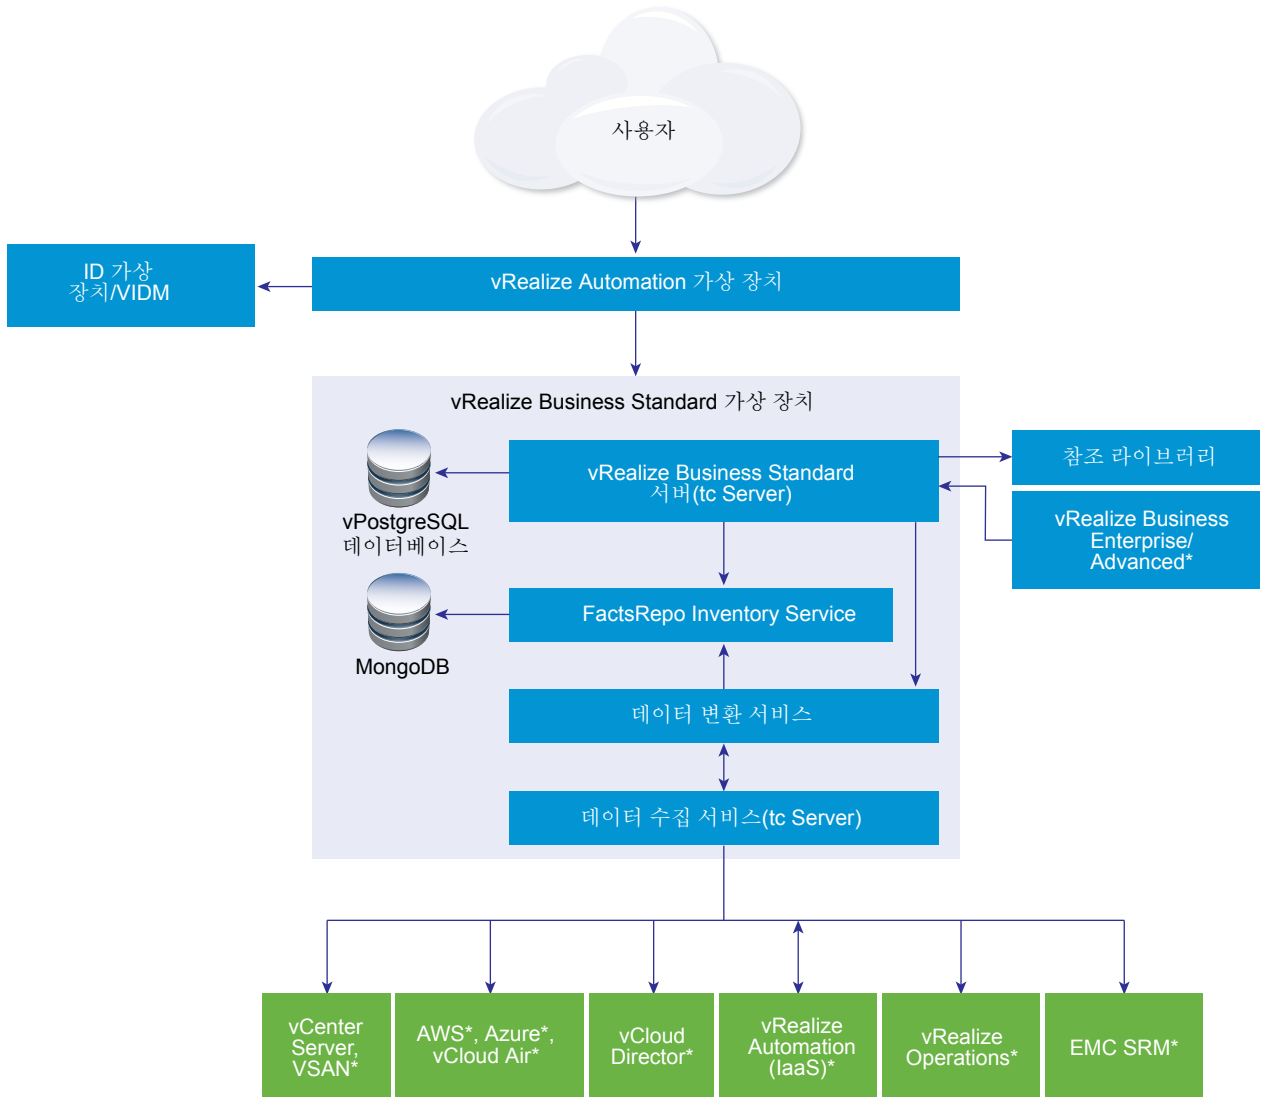 사용자
ID 가상
장치/VIDM
vRealize Automation 가상 장치
vRealize Business Standard 가상 장치
vRealize Business Standard
서버(tc Server)
참조 라이브러리
vPostgreSQL
데이터베이스
vRealize Business
Enterprise/
Advanced*
FactsRepo Inventory Service
MongoDB
데이터 변환 서비스
데이터 수집 서비스(tc Server)
vCenter
Server,
VSAN*
AWS*, Azure*,
vCloud Air*
vCloud
Director*
vRealize
Automation
(IaaS)*
vRealize
Operations*
EMC SRM*